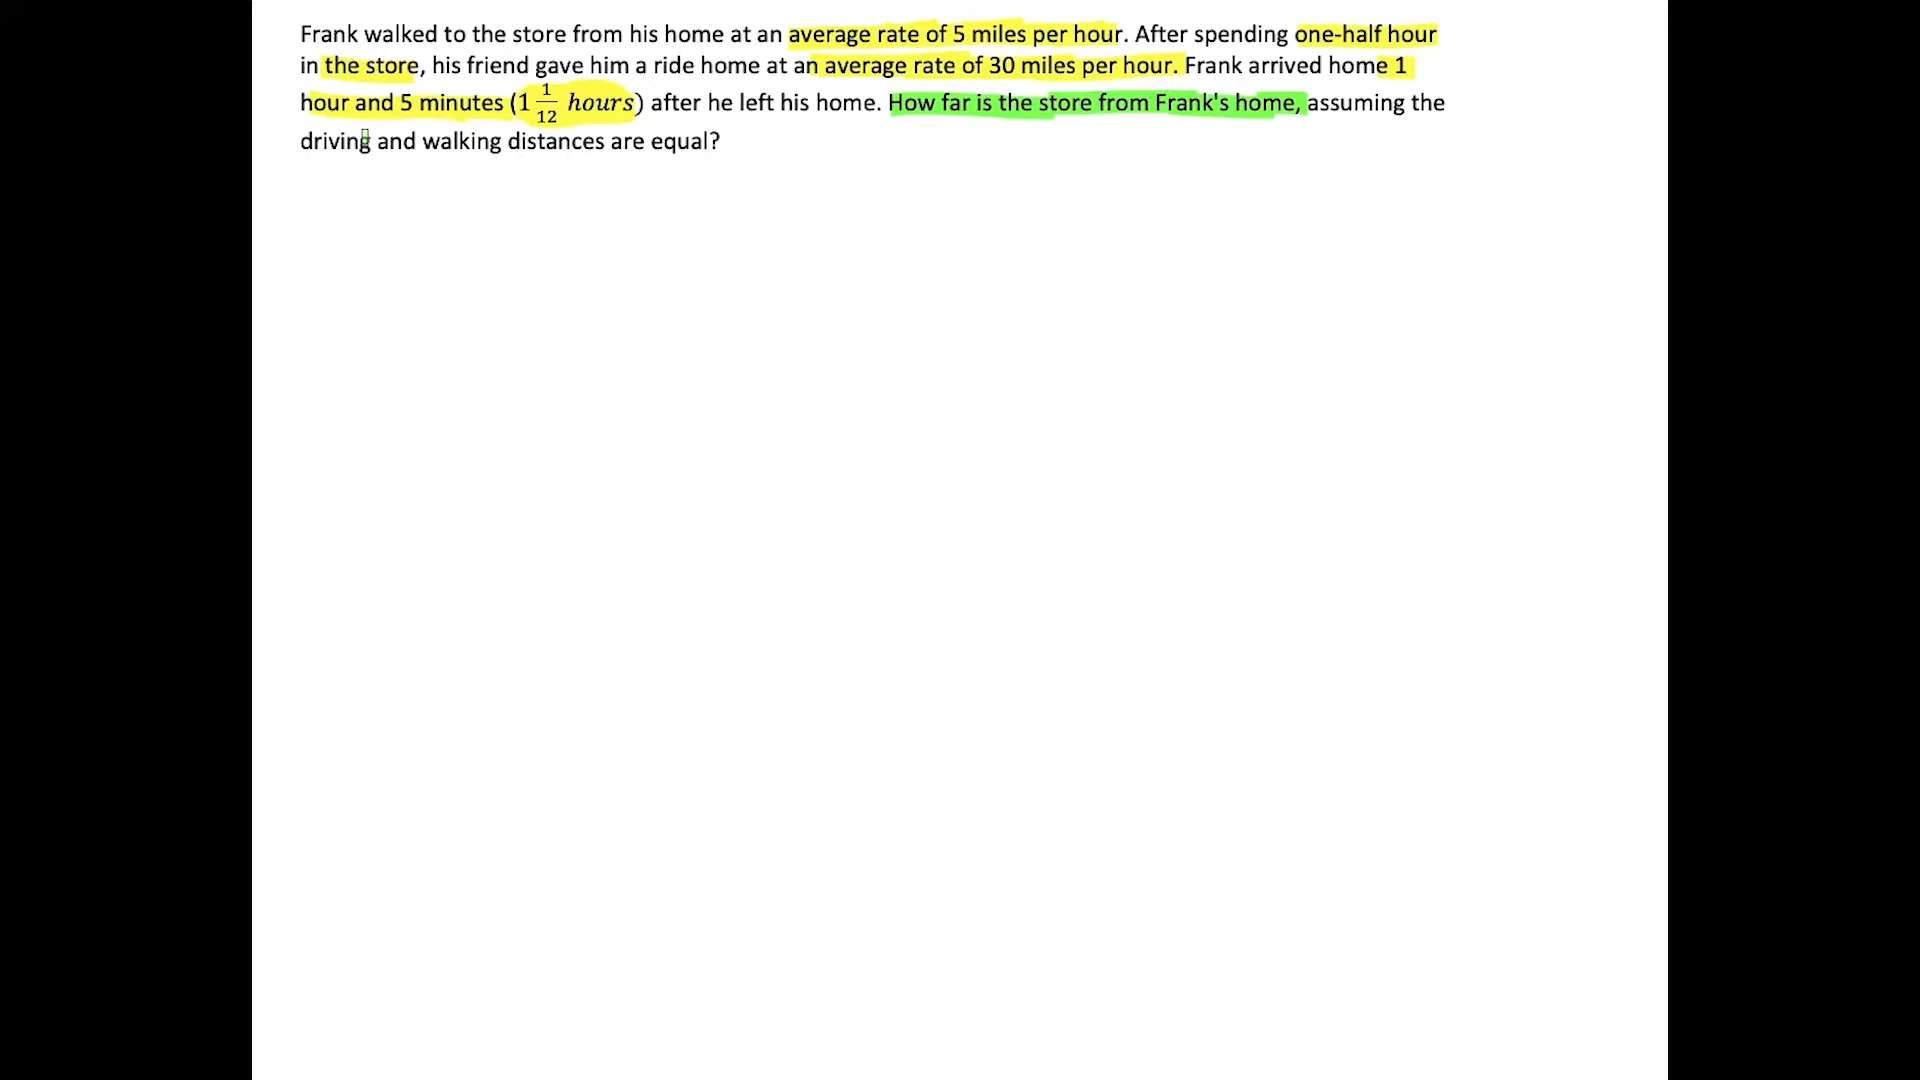 Frank walked to the store from his home at an average rate of 5 miles per hour. After spending one-half hour
in the store, his friend gave him a ride home at an average rate of 30 miles per hour. Frank arrived home 1
hour and 5 minutes (1 1/12 hours) after he left his home. How far is the store from Frank's home, assuming the
driving and walking distances are equal?